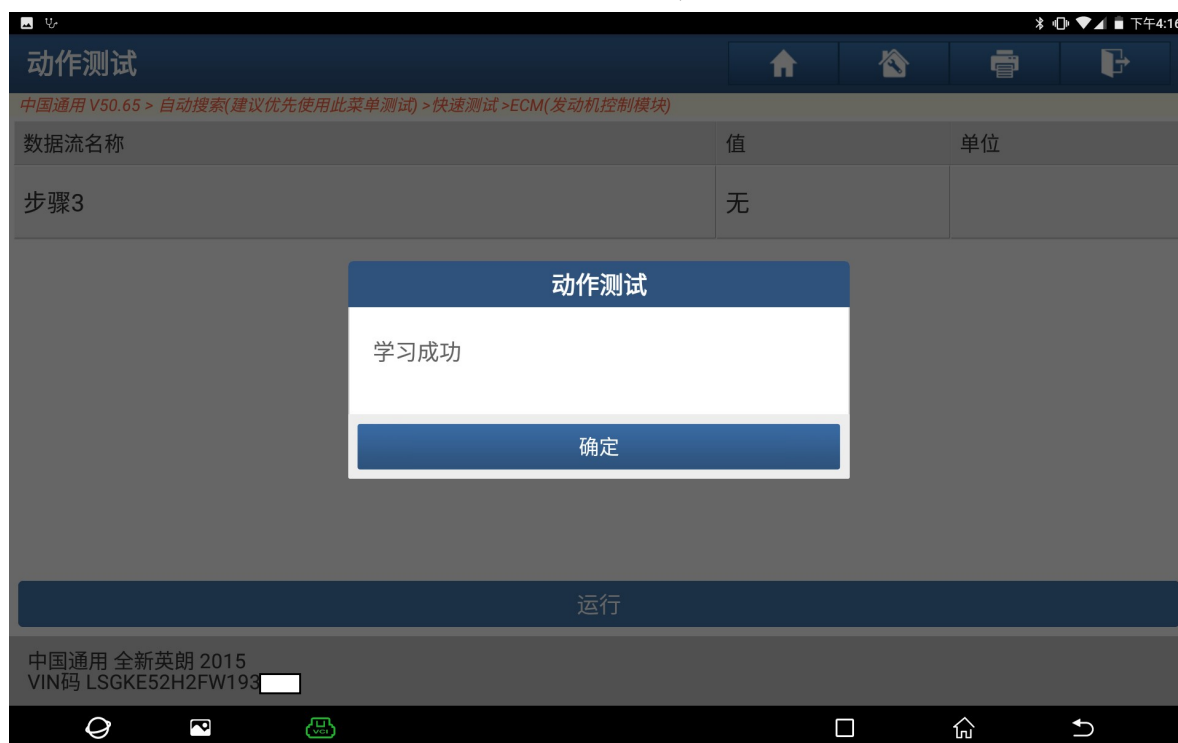 下午4:16
动作测试
中国通用 V50.65 > 自动搜索(建议优先使用此菜单测试) >快速测试 >ECM(发动机控制模块)
数据流名称 值 单位
步骤3 无
动作测试
学习成功
确定
运行
中国通用 全新英朗 2015
VIN码 LSGKE52H2FW193
VCI